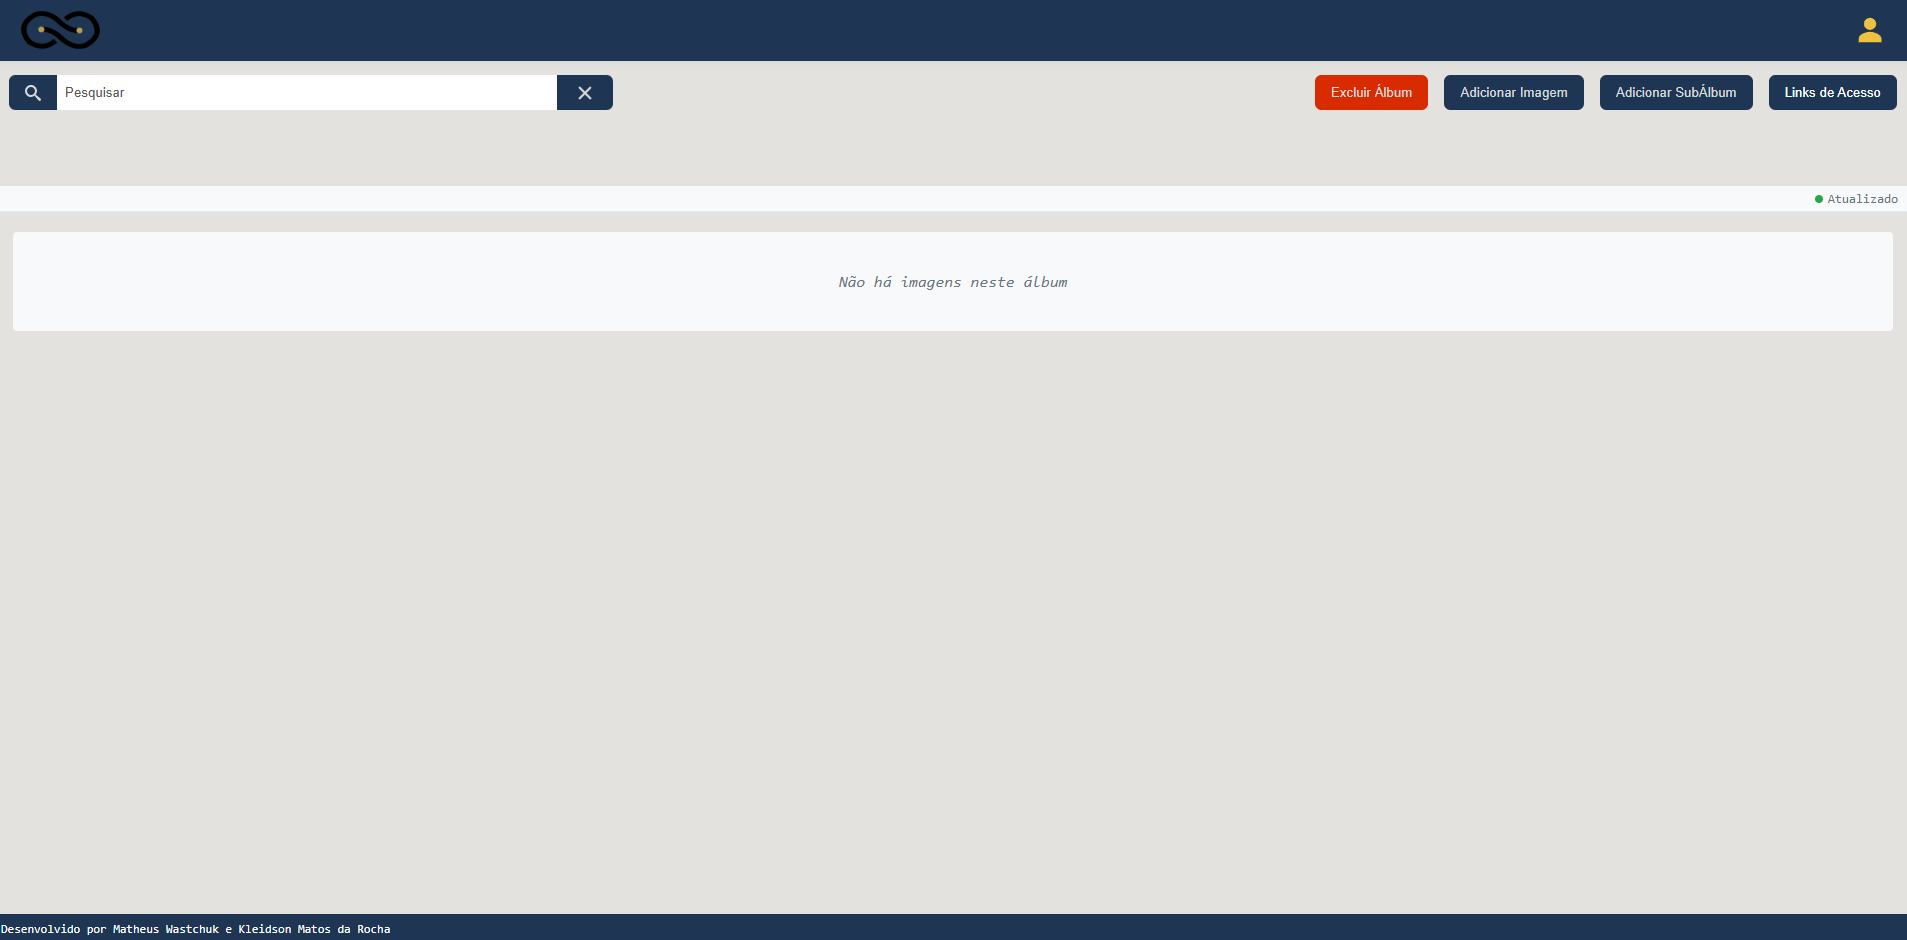 Pesquisar
Excluir Álbum
Adicionar Imagem
Adicionar SubÁlbum
Links de Acesso
Atualizado
Não há imagens neste álbum
Desenvolvido por Matheus Wastchuk e Kleidson Matos da Rocha